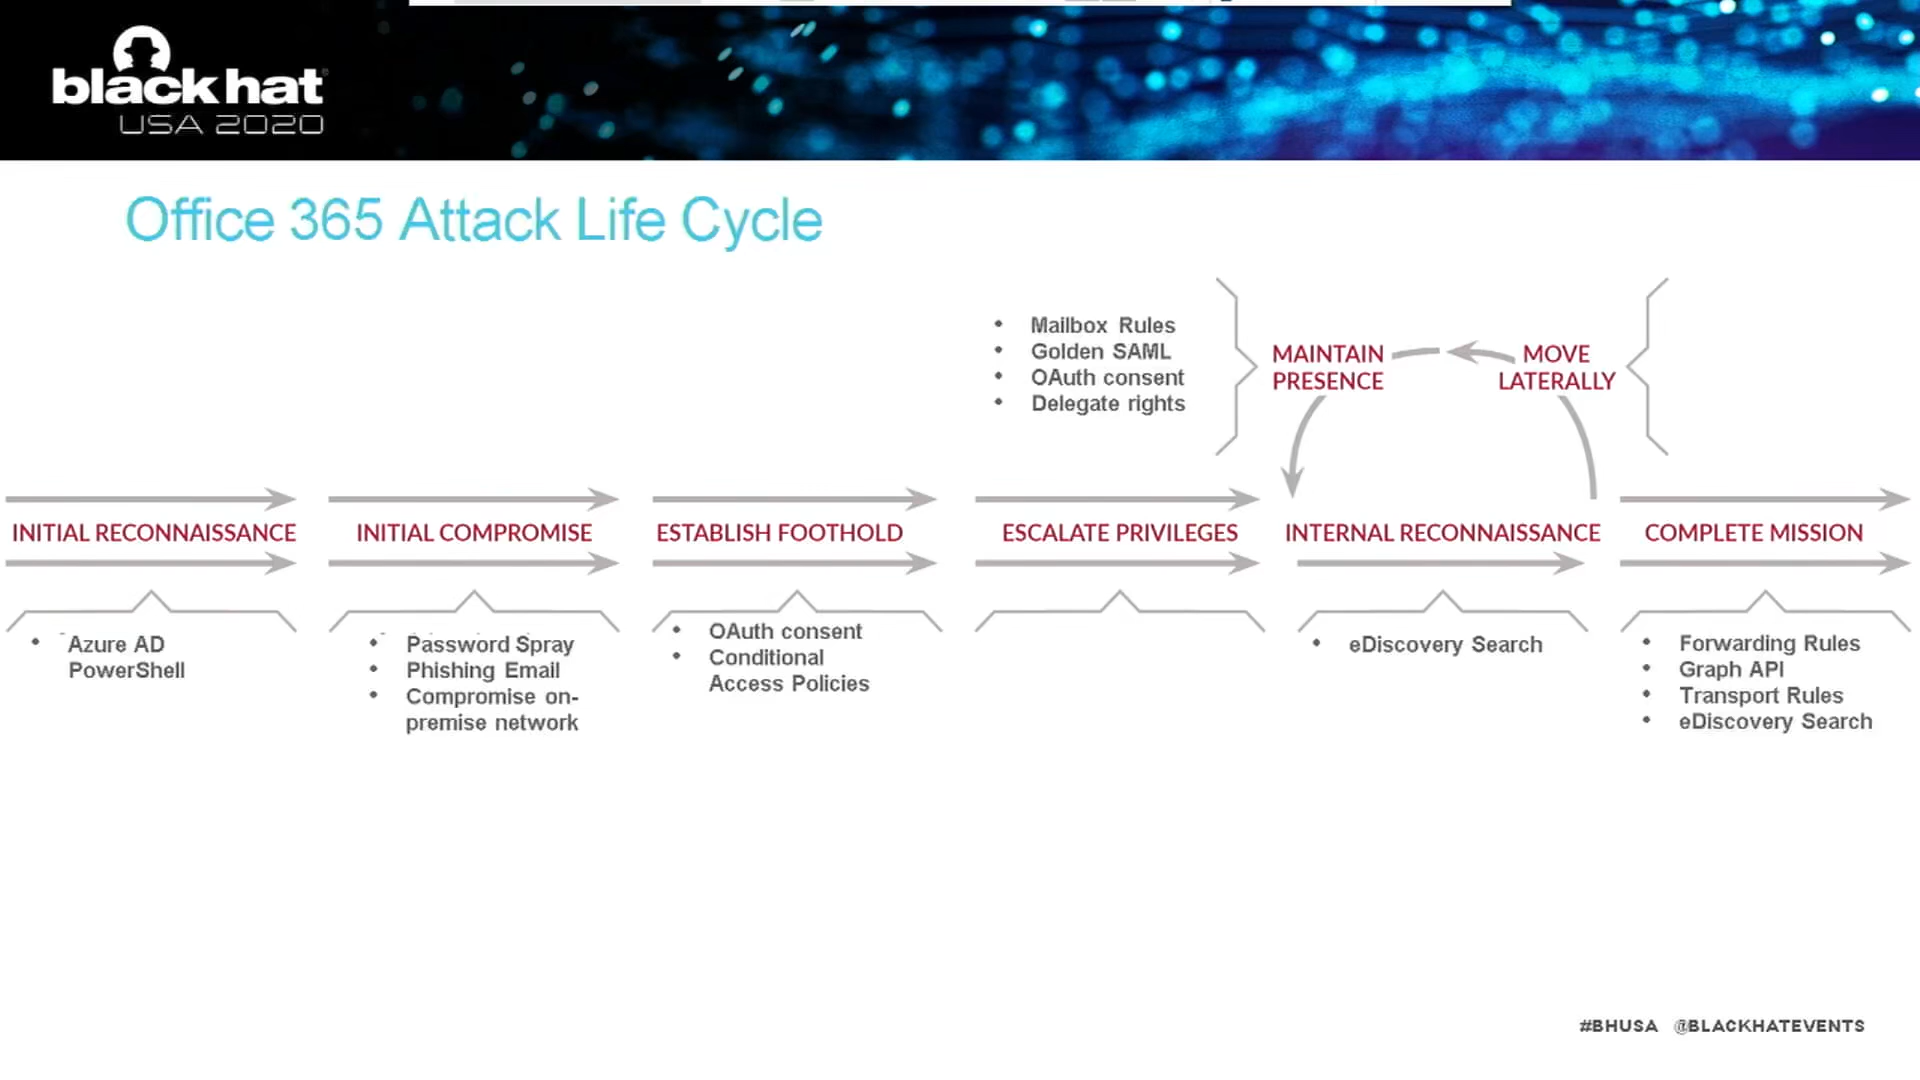 black hat
USA 2020
Office 365 Attack Life Cycle
• Mailbox Rules
• Golden SAML
• OAuth consent
• Delegate rights
MAINTAIN
PRESENCE
MOVE
LATERALLY
INITIAL RECONNAISSANCE
INITIAL COMPROMISE
ESTABLISH FOOTHOLD
ESCALATE PRIVILEGES
INTERNAL RECONNAISSANCE
COMPLETE MISSION
• Azure AD
PowerShell
• Password Spray
• Phishing Email
• Compromise on-
premise network
• OAuth consent
• Conditional
Access Policies
• eDiscovery Search
• Forwarding Rules
• Graph API
• Transport Rules
• eDiscovery Search
#BHUSA @BLACKHATEVENTS